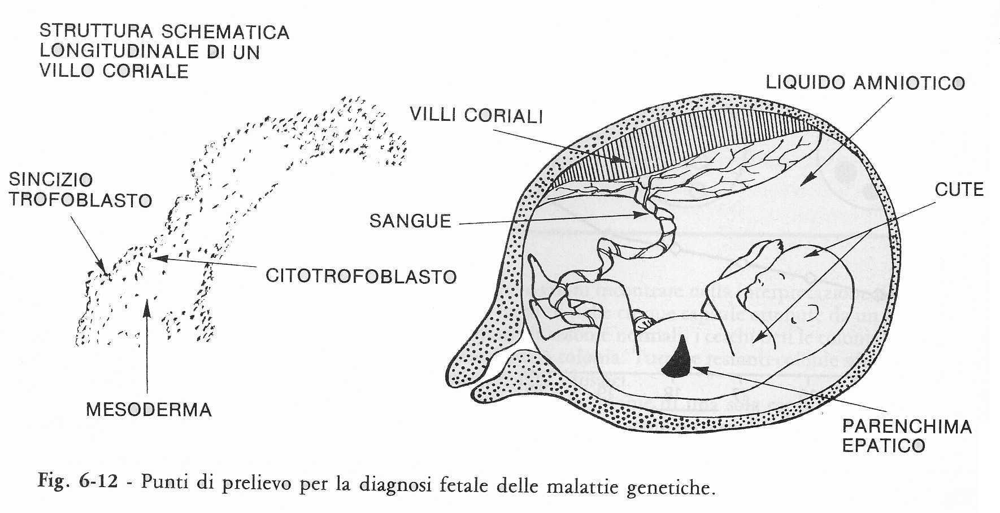 STRUTTURA SCHEMATICA
LONGITUDINALE DI UN
VILLO CORIALE
LIQUIDO AMNIOTICO
VILLI CORIALI
SINCIZIO
TROFOBLASTO
CUTE
SANGUE
CITOTROFOBLASTO
MESODERMA
PARENCHIMA
EPATICO
Fig. 6-12 - Punti di prelievo per la diagnosi fetale delle malattie genetiche.